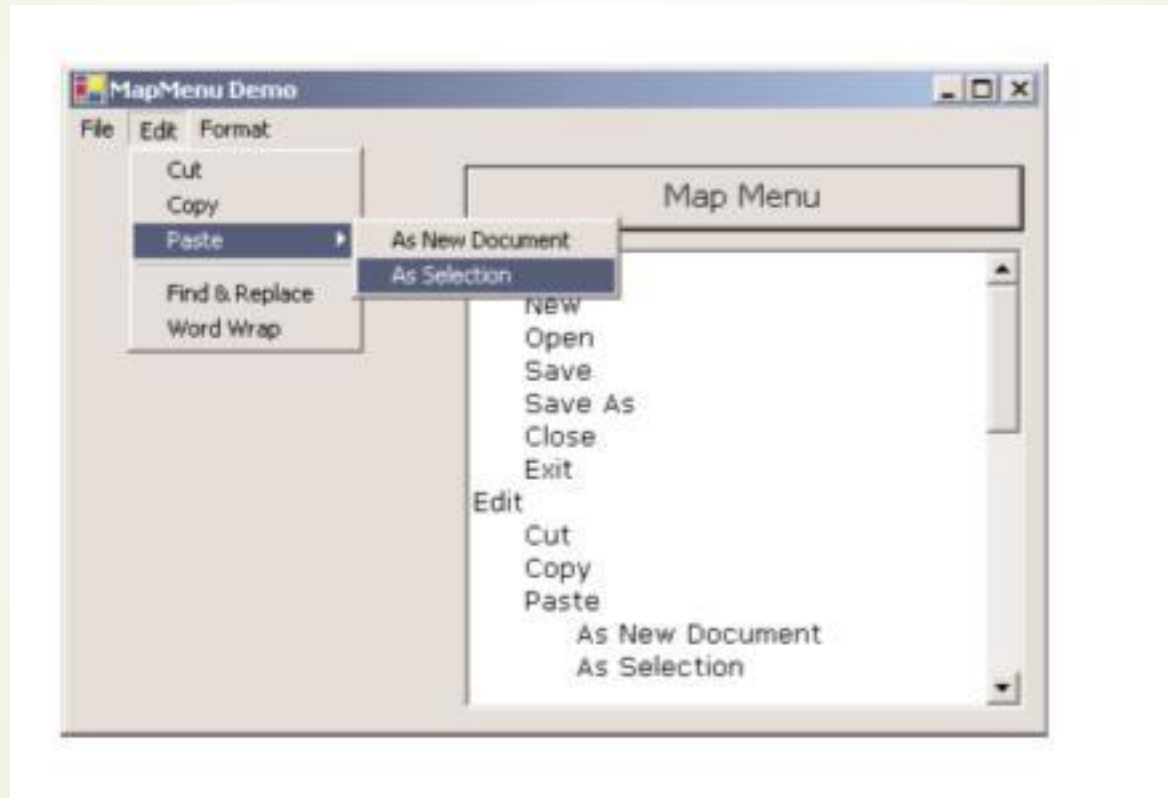 MapMenu Demo
File Edit Format
Cut
Copy
Paste
Find & Replace
Word Wrap
As New Document
As Selection
Map Menu
New
Open
Save
Save As
Close
Exit
Edit
Cut
Copy
Paste
As New Document
As Selection